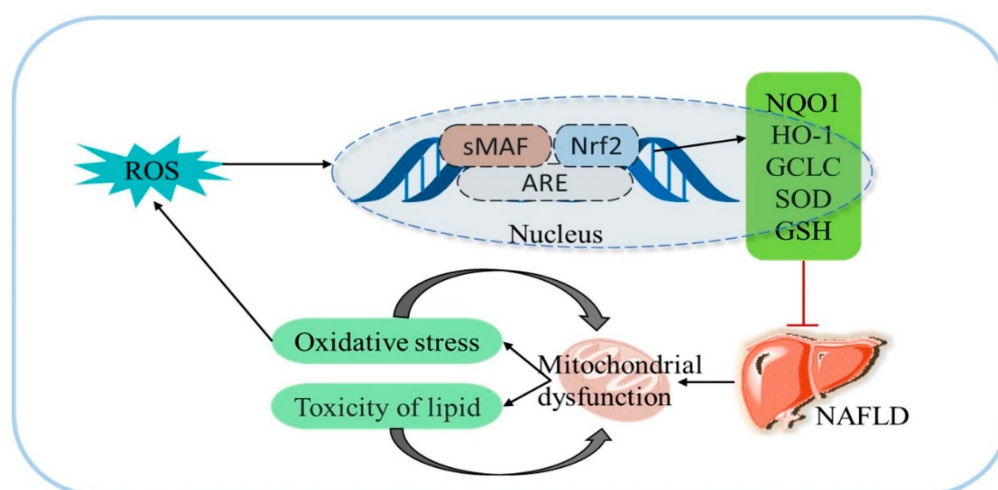 NQO1
HO-1
GCLC
SOD
GSH
sMAF
Nrf2
ARE
ROS
Nucleus
Oxidative stress
Mitochondrial
dysfunction
Toxicity of lipid
NAFLD